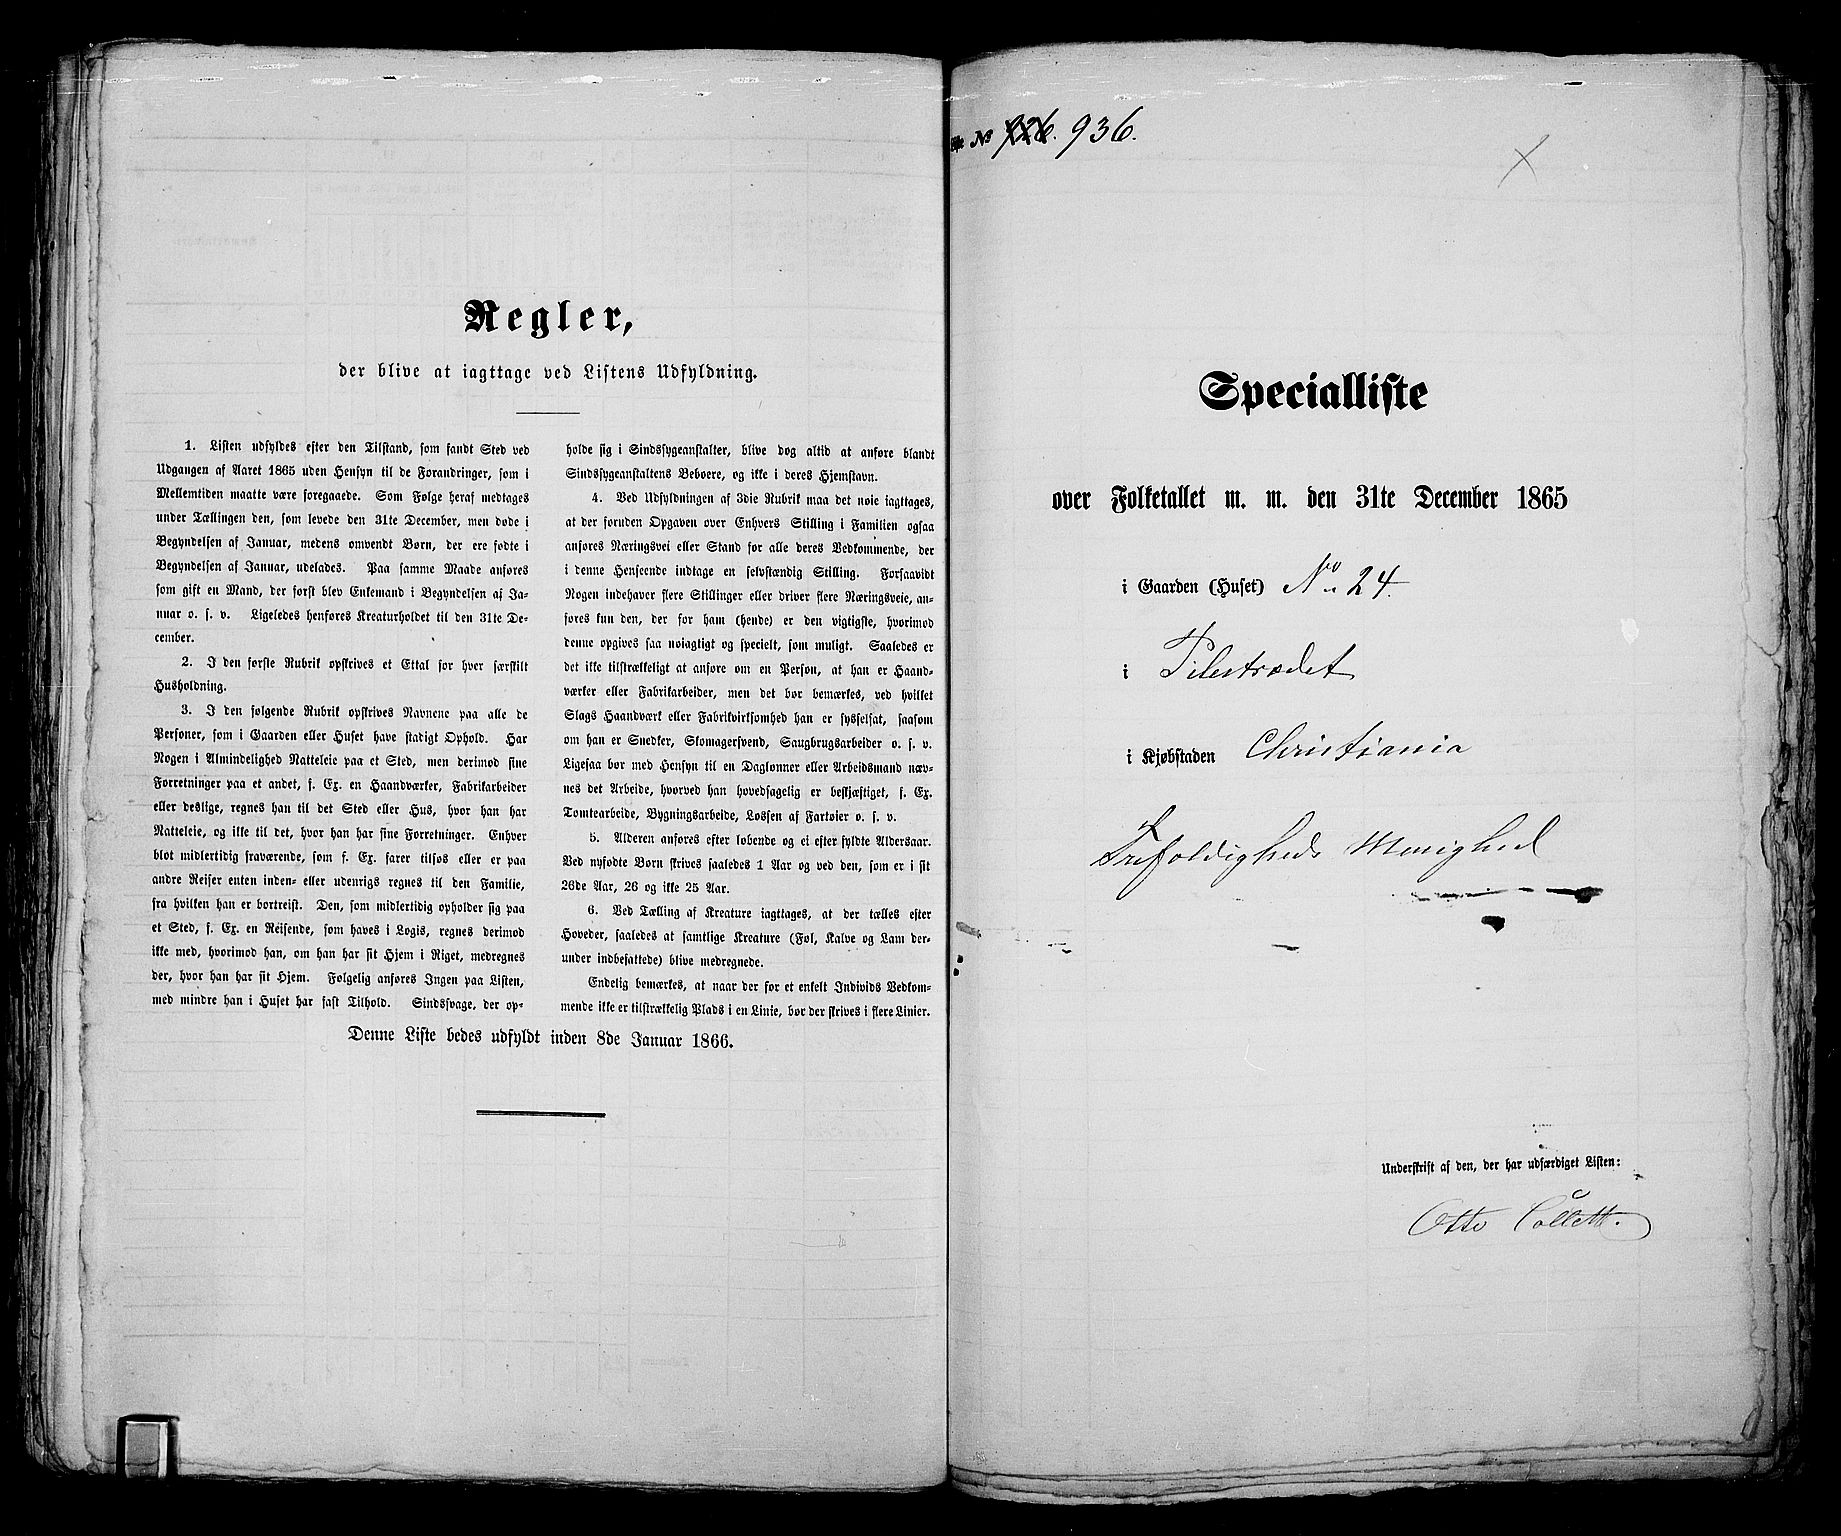 Regler,
der blive at iagttage ved Listens Udfyldning.
1. Listen udfyldes efter den Tilstand, som fandt Sted ved
Udgangen af Aaret 1865 uden Hensyn til de Forandringer, som i
Mellemtiden maatte være foregaaede. Som Følge heraf medtages
under Tællingen den, som levede den 31te December, men døde i
Begyndelsen af Januar, medens omvendt Børn, der ere fødte i
Begyndelsen af Januar, udelades. Paa samme Maade anføres
som gift en Mand, der først blev Enkemand i Begyndelsen af Ja-
nuar o. s. v. Ligeledes henføres Kreaturholdet til den 31te De-
cember.
2. I den første Rubrik opskrives et Ettal for hver særskilt
Husholdning.
3. I den følgende Rubrik opskrives Navnene paa alle de
Personer, som i Gaarden eller Huset have stadigt Ophold. Har
Nogen i Almindelighed Natteleie paa et Sted, men derimod sine
Forretninger paa et andet, f. Ex. en Haandværker, Fabrikarbeider
eller deslige, regnes han til det Sted eller Hus, hvor han har
Natteleie, og ikke til det, hvor han har sine Forretninger. Enhver
blot midlertidig fraværende, som f. Ex. farer tilsøs eller er paa
andre Reiser enten inden- eller udenrigs regnes til den Familie,
fra hvilken han er bortreist. Den, som midlertidig opholder sig paa
et Sted, f. Ex. en Reisende, som haves i Logis, regnes derimod
ikke med, hvorimod han, om han har sit Hjem i Riget, medregnes
der, hvor han har sit Hjem. Følgelig anføres Ingen paa Listen,
med mindre han i Huset har fast Tilhold. Sindssvage, der op-
holde sig i Sindssygeanstalter, blive dog altid at anføre blandt
Sindssygeanstaltens Beboere, og ikke i deres Hjemstavn.
4. Ved Udfyldningen af 3die Rubrik maa det nøie iagttages,
at der foruden Opgaven over Enhvers Stilling i Familien ogsaa
anføres Næringsvei eller Stand for alle deres Vedkommende, der
i denne Henseende indtage en selvstændig Stilling. Forsaavidt
Nogen indehaver flere Stillinger eller driver flere Næringsveie, an-
føres kun den, der for ham (hende) er den vigtigste, hvorimod
denne opgives saa nøiagtigt og specielt, som muligt. Saaledes er
det ikke tilstrækkeligt at anføre om en Person, at han er Haand-
værker eller Fabrikarbeider, men det bør bemærkes, ved hvilket
Slags Haandværk eller Fabrikvirksomhed han er sysselsat, saasom
om han er Snedker, Skomagersvend, Saugbrugsarbeider o. s. v.
Ligesaa bør med Hensyn til en Daglønner eller Arbeidsmand næv-
nes det Arbeide, hvorved han hovedsagelig er beskjæftiget, f. Ex.
Tomtearbeide, Bygningsarbeide, Losse​n af Fartøier o. s. v.
5. Alderen anføres efter løbende og ei efter fyldte Aldersaar.
Ved nyfødte Børn skrives saaledes 1 Aar og ved den, som er i sit
26de Aar, 26 og ikke 25 Aar.
6. Ved Tælling af Kreature iagttages, at der tælles efter
Hoveder, saaledes at samtlige Kreature (Føl, Kalve og Lam der-
under indbefattede) blive medregnede.
Endelig bemærkes, at naar der for et enkelt Individs Vedkom-
mende ikke er tilstrækkelig Plads i en Linie, bør der skrives i flere Linier.
Denne Liste bedes udfyldt inden 8de Januar 1866.
No 926. 936.
Specialliste
over Folketallet m. m. den 31te December 1865
i Gaarden (Huset) No 24.
i Pilestrædet
i Kjøbstaden Christiania
Trefoldigheds Menighed
Underskrift af den, der har udfærdiget Listen:
Otto Collett.